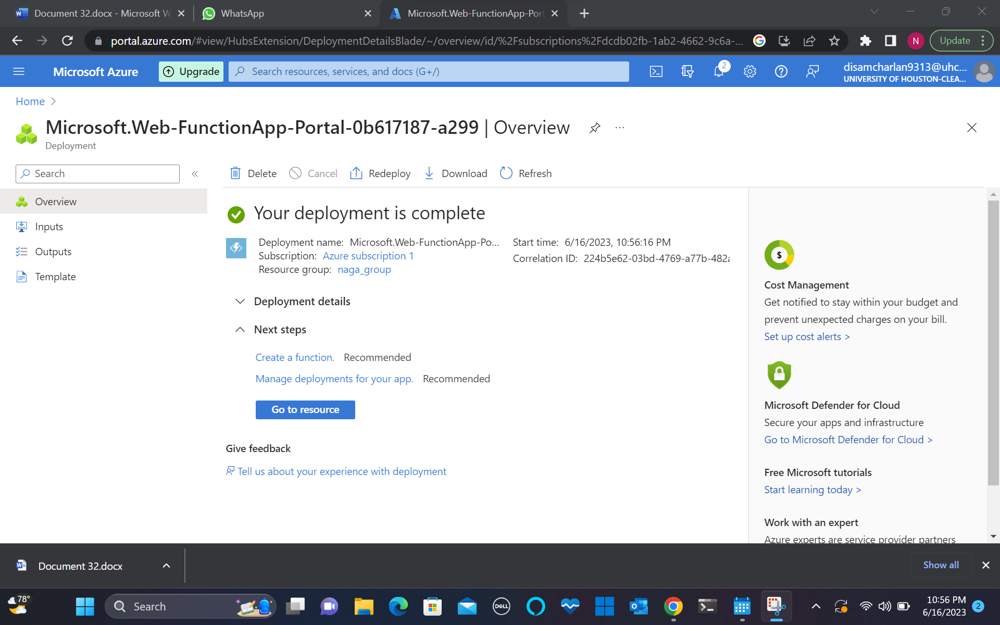 Document 32.docx - Microsoft W
WhatsApp
Microsoft.Web-FunctionApp-Port
portal.azure.com/#view/HubsExtension/DeploymentDetailsBlade/~/overview/id/%2Fsubscriptions%2Fdcdb02fb-1ab2-4662-9c6a-...
N
Update
Microsoft Azure
Upgrade
Search resources, services, and docs (G+/)
2
disamcharlan9313@uhc...
UNIVERSITY OF HOUSTON-CLEA...
Home
Microsoft.Web-FunctionApp-Portal-0b617187-a299 | Overview
Deployment
Search
Delete
Cancel
Redeploy
Download
Refresh
Overview
Inputs
Outputs
Template
Your deployment is complete
Deployment name: Microsoft.Web-FunctionApp-Po...
Subscription: Azure subscription 1
Resource group: naga_group
Start time: 6/16/2023, 10:56:16 PM
Correlation ID: 224b5e62-03bd-4769-a77b-482a
Deployment details
Next steps
Create a function. Recommended
Manage deployments for your app. Recommended
Go to resource
Give feedback
Tell us about your experience with deployment
$
Cost Management
Get notified to stay within your budget and
prevent unexpected charges on your bill.
Set up cost alerts >
Microsoft Defender for Cloud
Secure your apps and infrastructure
Go to Microsoft Defender for Cloud >
Free Microsoft tutorials
Start learning today >
Work with an expert
Azure experts are service provider partners
Document 32.docx
Show all
78°
Search
DELL
10:56 PM
6/16/2023
2